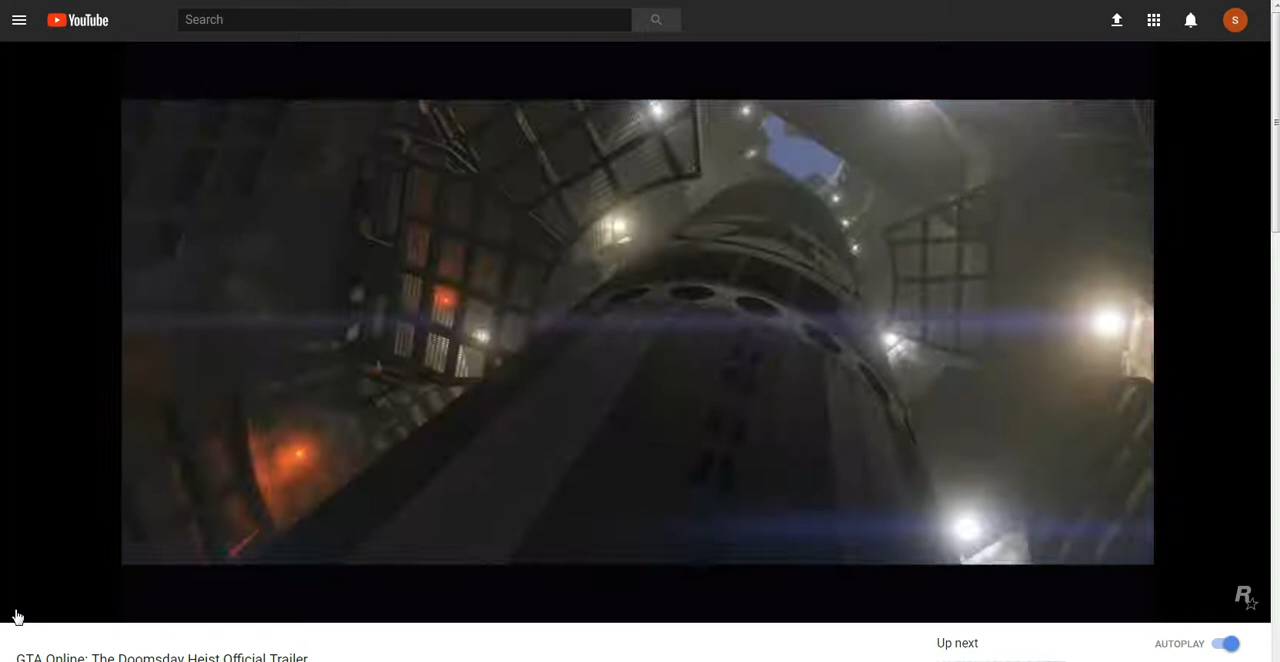 YouTube
Search
S
R
GTA Online: The Doomsday Heist Official Trailer
Up next
AUTOPLAY